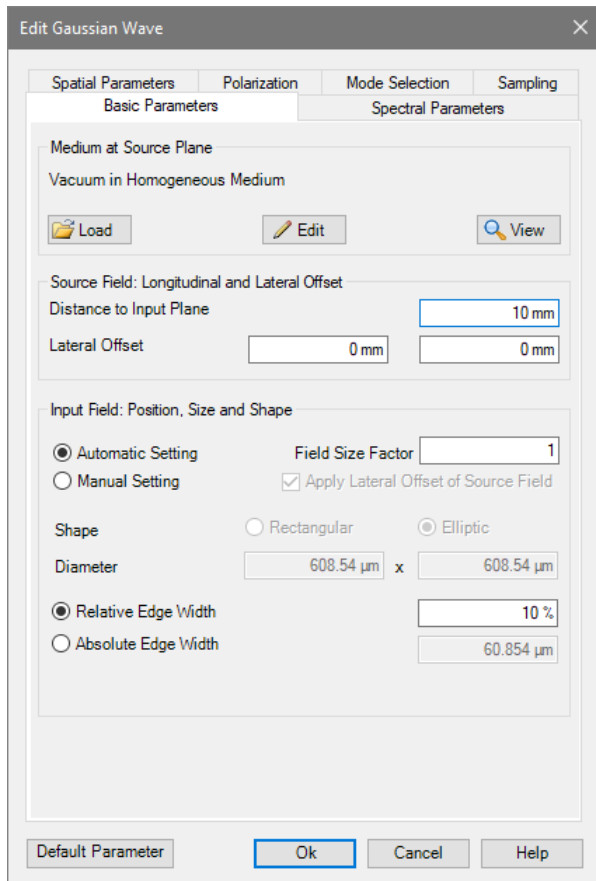 Edit Gaussian Wave
Spatial Parameters Polarization Mode Selection Sampling
Basic Parameters Spectral Parameters
Medium at Source Plane
Vacuum in Homogeneous Medium
Load Edit View
Source Field: Longitudinal and Lateral Offset
Distance to Input Plane 10 mm
Lateral Offset 0 mm 0 mm
Input Field: Position, Size and Shape
Automatic Setting Field Size Factor 1
Manual Setting Apply Lateral Offset of Source Field
Shape Rectangular Elliptic
Diameter 608.54 µm x 608.54 µm
Relative Edge Width 10 %
Absolute Edge Width 60.854 µm
Default Parameter Ok Cancel Help